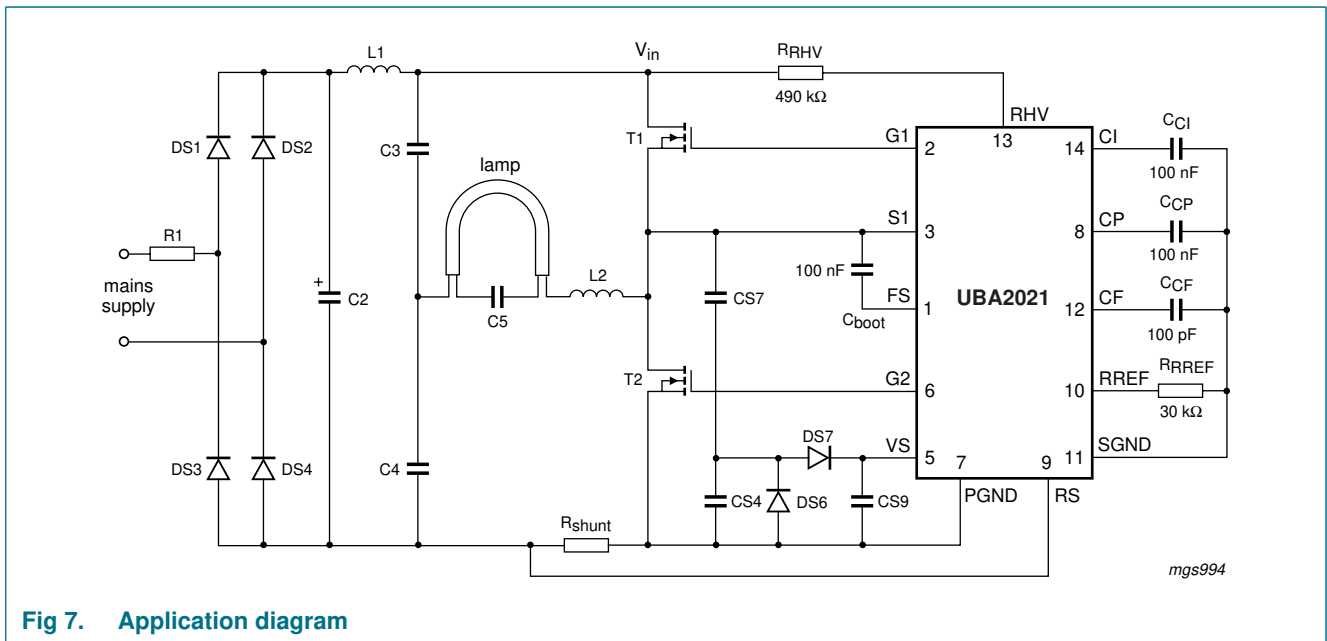 L1
Vin
RRHV
490 kΩ
RHV
13
DS1
DS2
C3
T1
G1
2
14
CI
CCI
100 nF
lamp
R1
mains
supply
+
C2
S1
3
8
CP
CCP
100 nF
100 nF
L2
C5
CS7
FS
1
Cboot
UBA2021
12
CF
CCF
100 pF
T2
G2
6
10
RREF
RRREF
30 kΩ
DS3
DS4
C4
DS7
VS
5
7
9
11
SGND
CS4
DS6
CS9
PGND
RS
Rshunt
mgs994
Fig 7. Application diagram